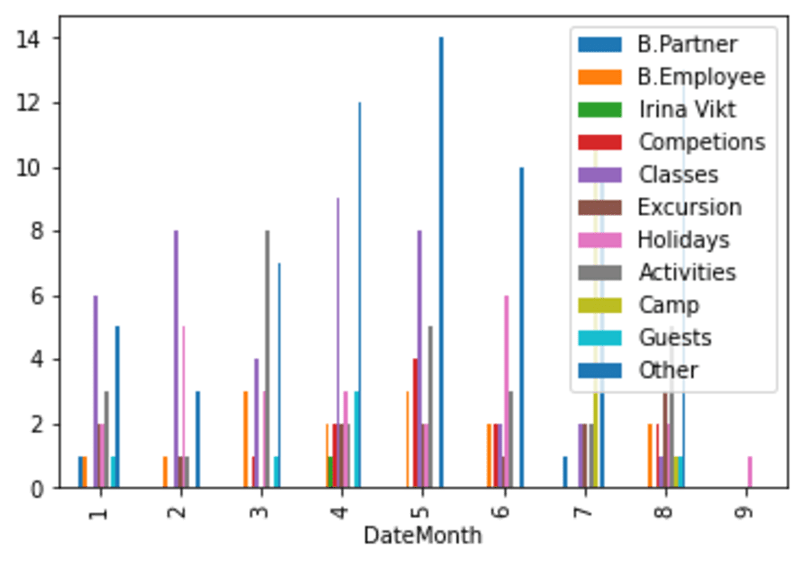 14
12
10
8
6
4
2
0
B.Partner
B.Employee
Irina Vikt
Competions
Classes
Excursion
Holidays
Activities
Camp
Guests
Other
1 2 3 4 5 6 7 8 9
DateMonth